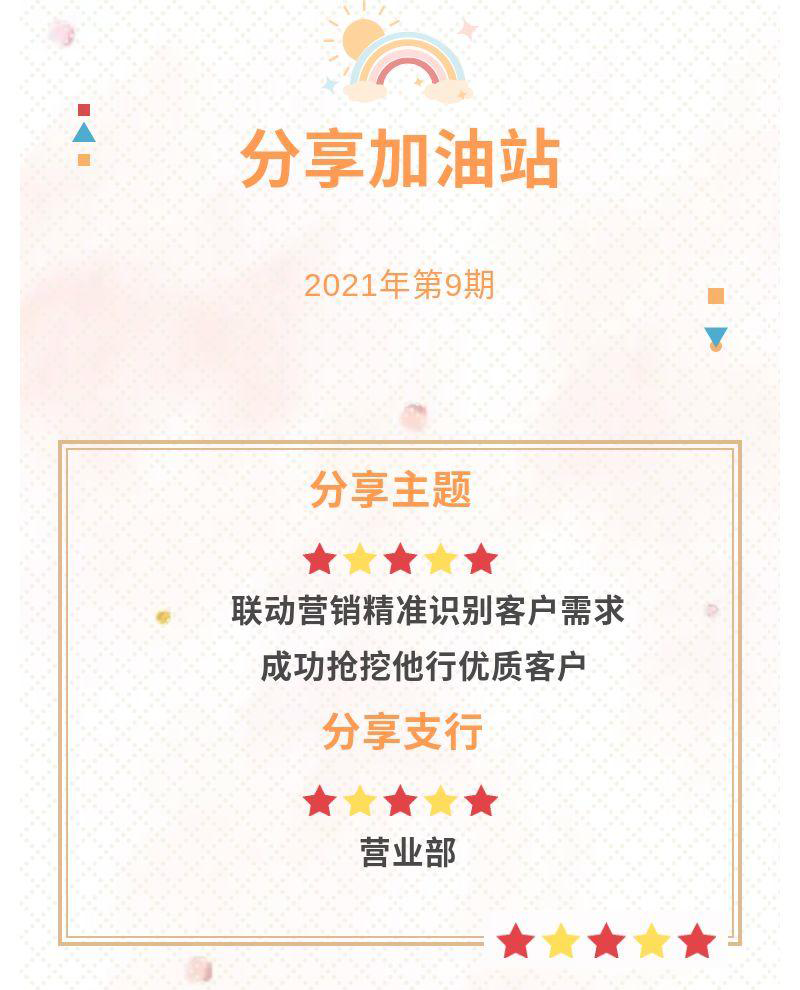 分享加油站
2021年第9期
分享主题
联动营销精准识别客户需求
成功抢挖他行优质客户
分享支行
营业部